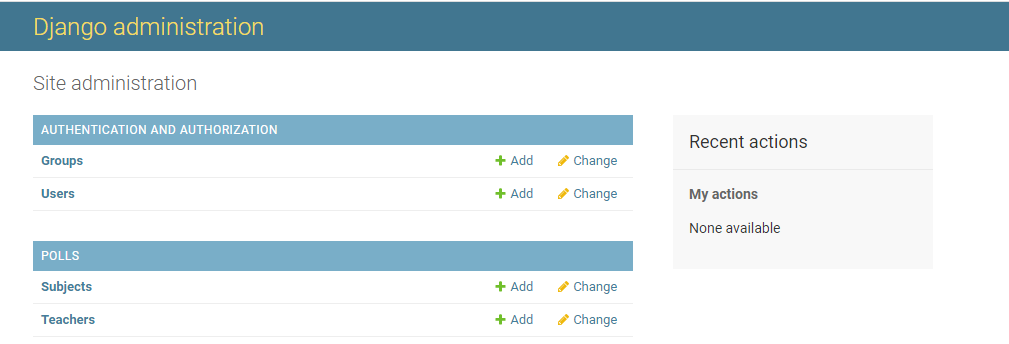 Django administration
Site administration
AUTHENTICATION AND AUTHORIZATION
Groups Add Change
Users Add Change
POLLS
Subjects Add Change
Teachers Add Change
Recent actions
My actions
None available